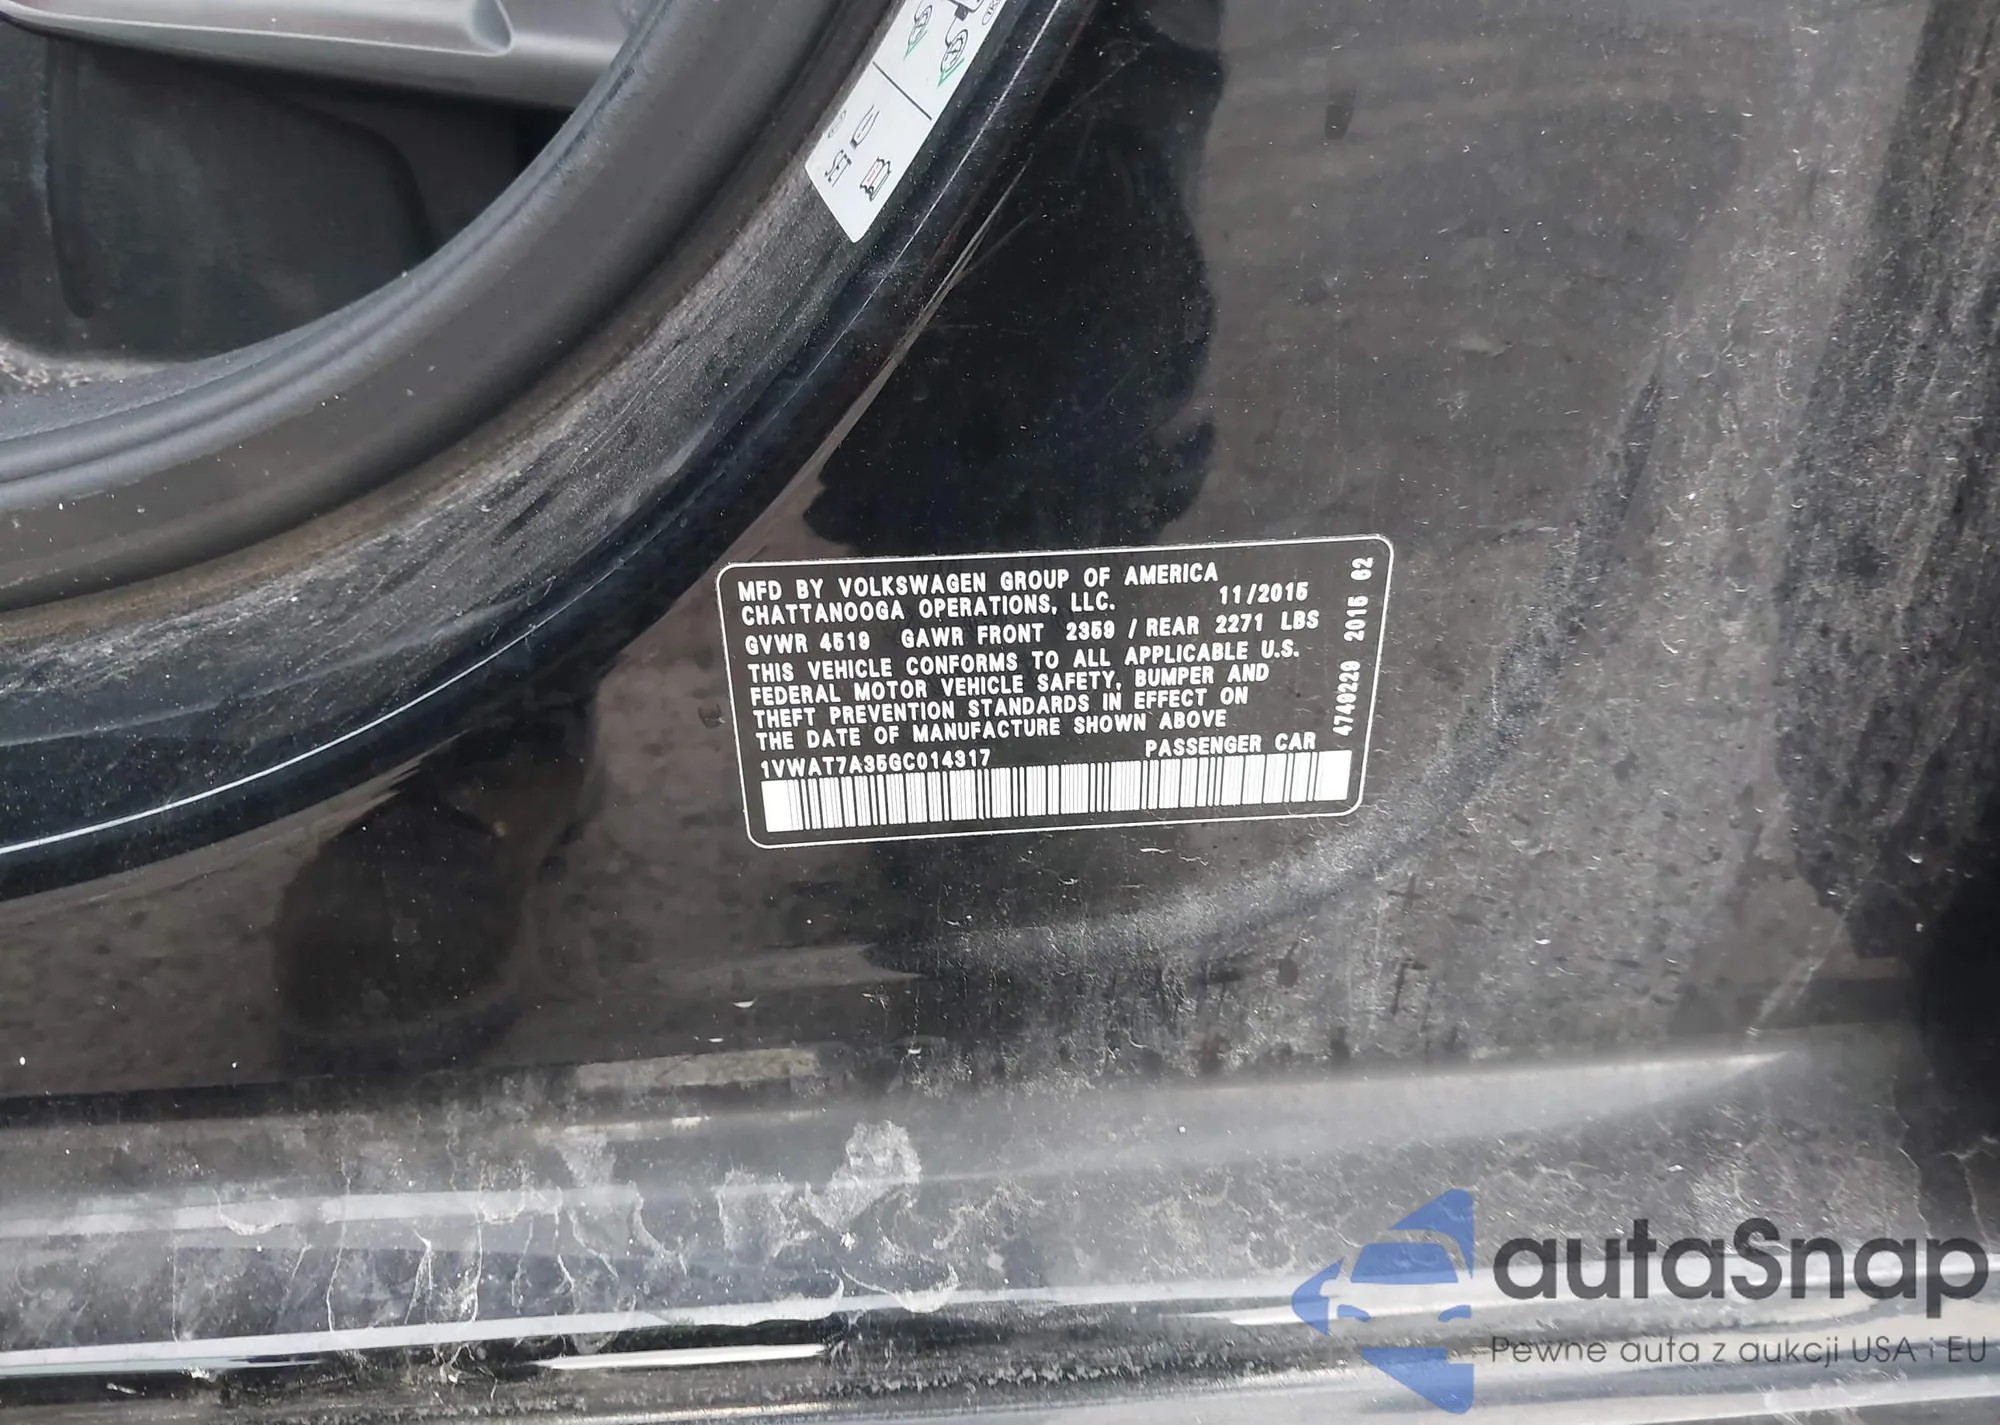 MFD BY VOLKSWAGEN GROUP OF AMERICA
CHATTANOOGA OPERATIONS, LLC. 11/2015
GVWR 4519 GAWR FRONT 2359 / REAR 2271 LBS
THIS VEHICLE CONFORMS TO ALL APPLICABLE U.S.
FEDERAL MOTOR VEHICLE SAFETY, BUMPER AND
THEFT PREVENTION STANDARDS IN EFFECT ON
THE DATE OF MANUFACTURE SHOWN ABOVE
1VWAT7A35GC014317 PASSENGER CAR
4749229 2015 62
autaSnap
Pewne auta z aukcji USA i EU